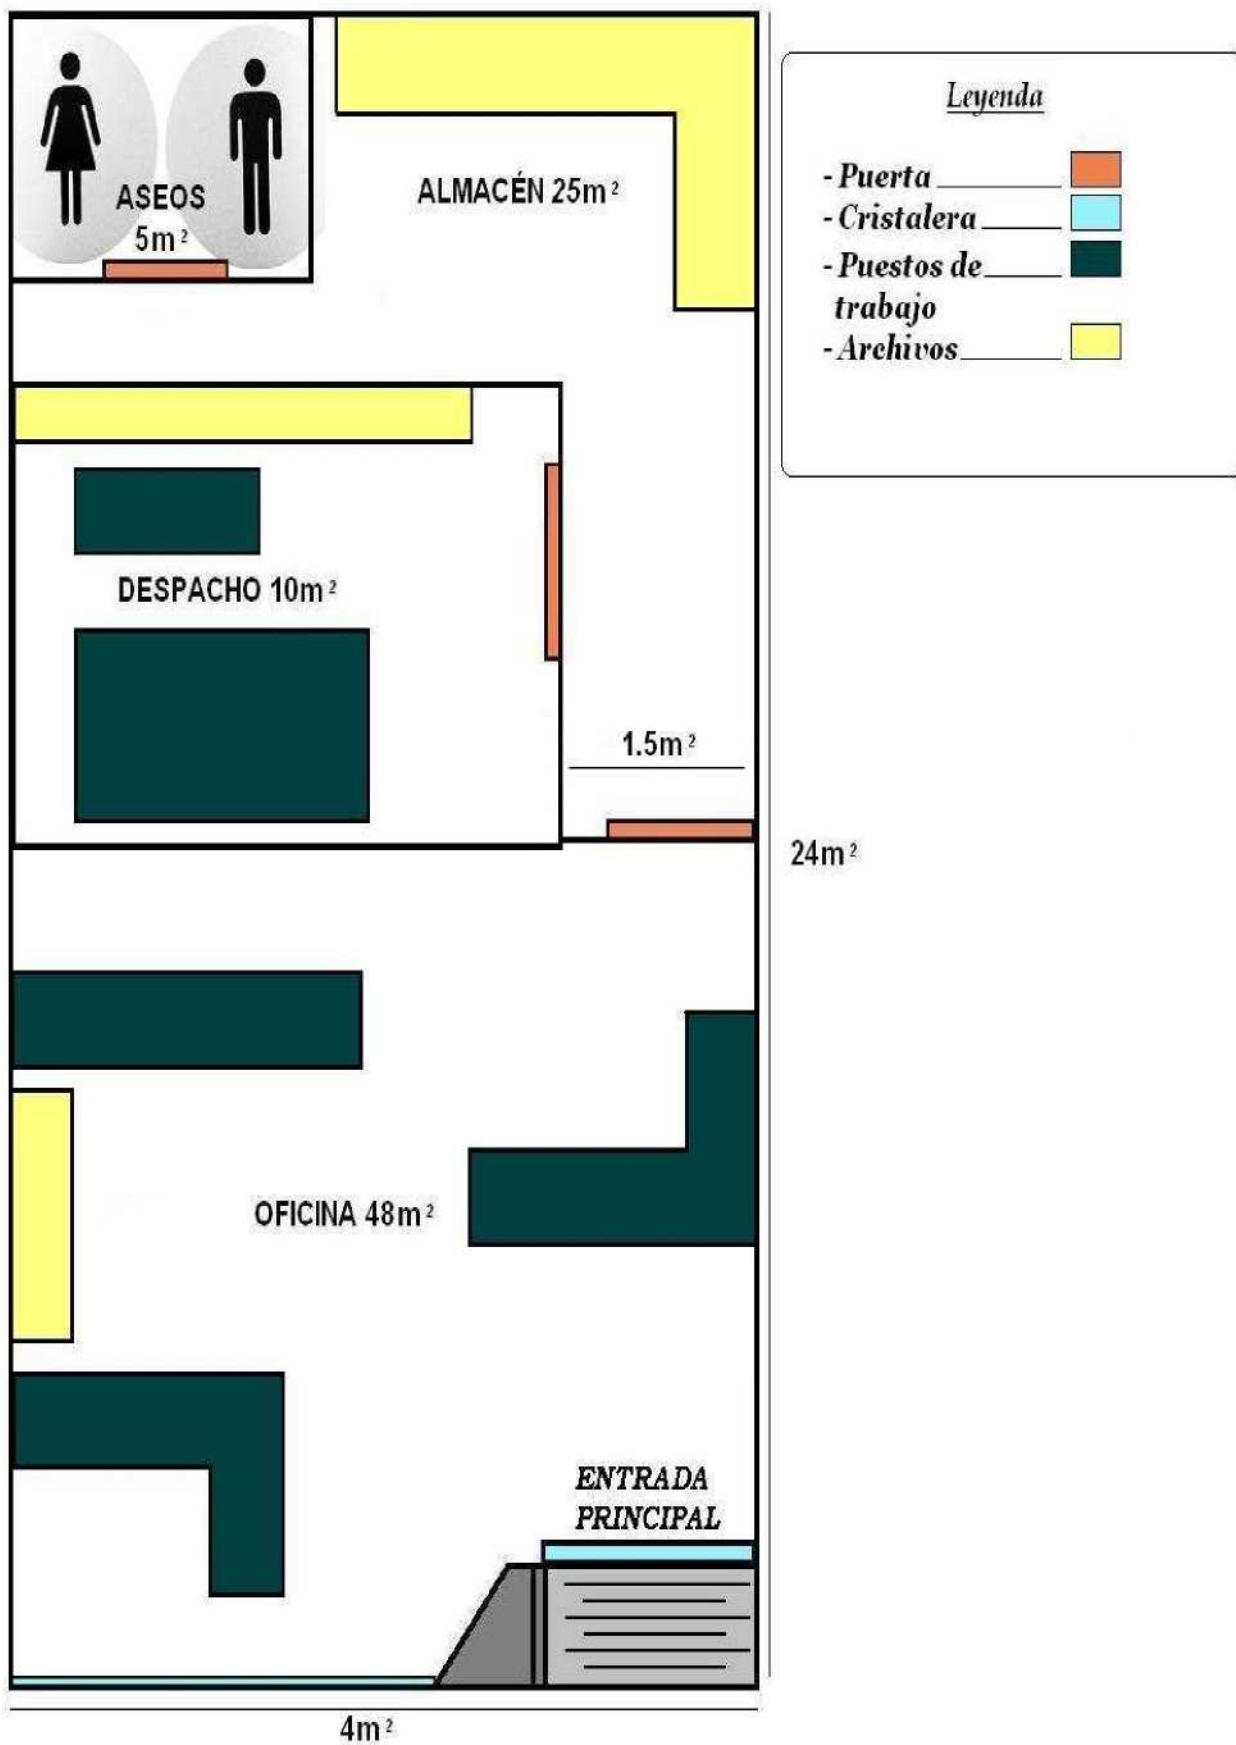 Leyenda
- Puerta
- Cristalera
- Puestos de
trabajo
- Archivos
ASEOS
5m²
ALMACÉN 25m²
DESPACHO 10m²
1.5m²
24m²
OFICINA 48m²
ENTRADA
PRINCIPAL
4m²